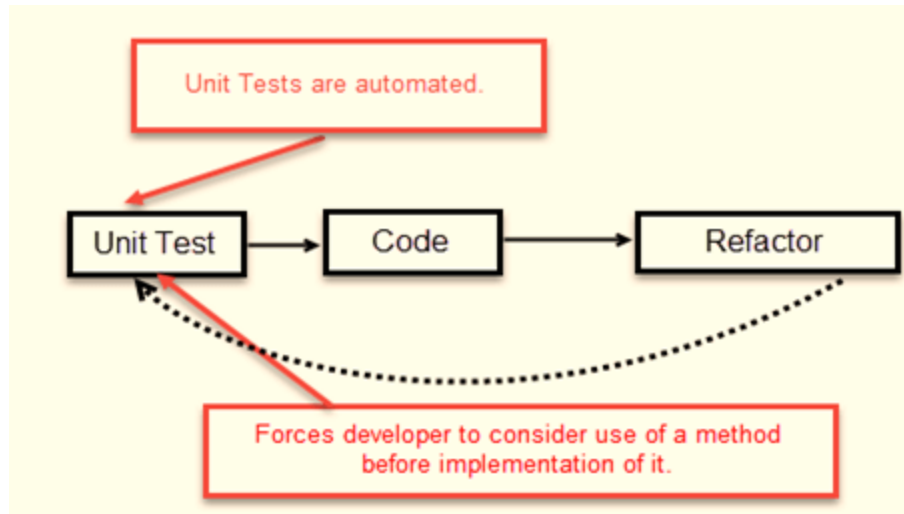 Unit Tests are automated.
Unit Test
Code
Refactor
Forces developer to consider use of a method
before implementation of it.